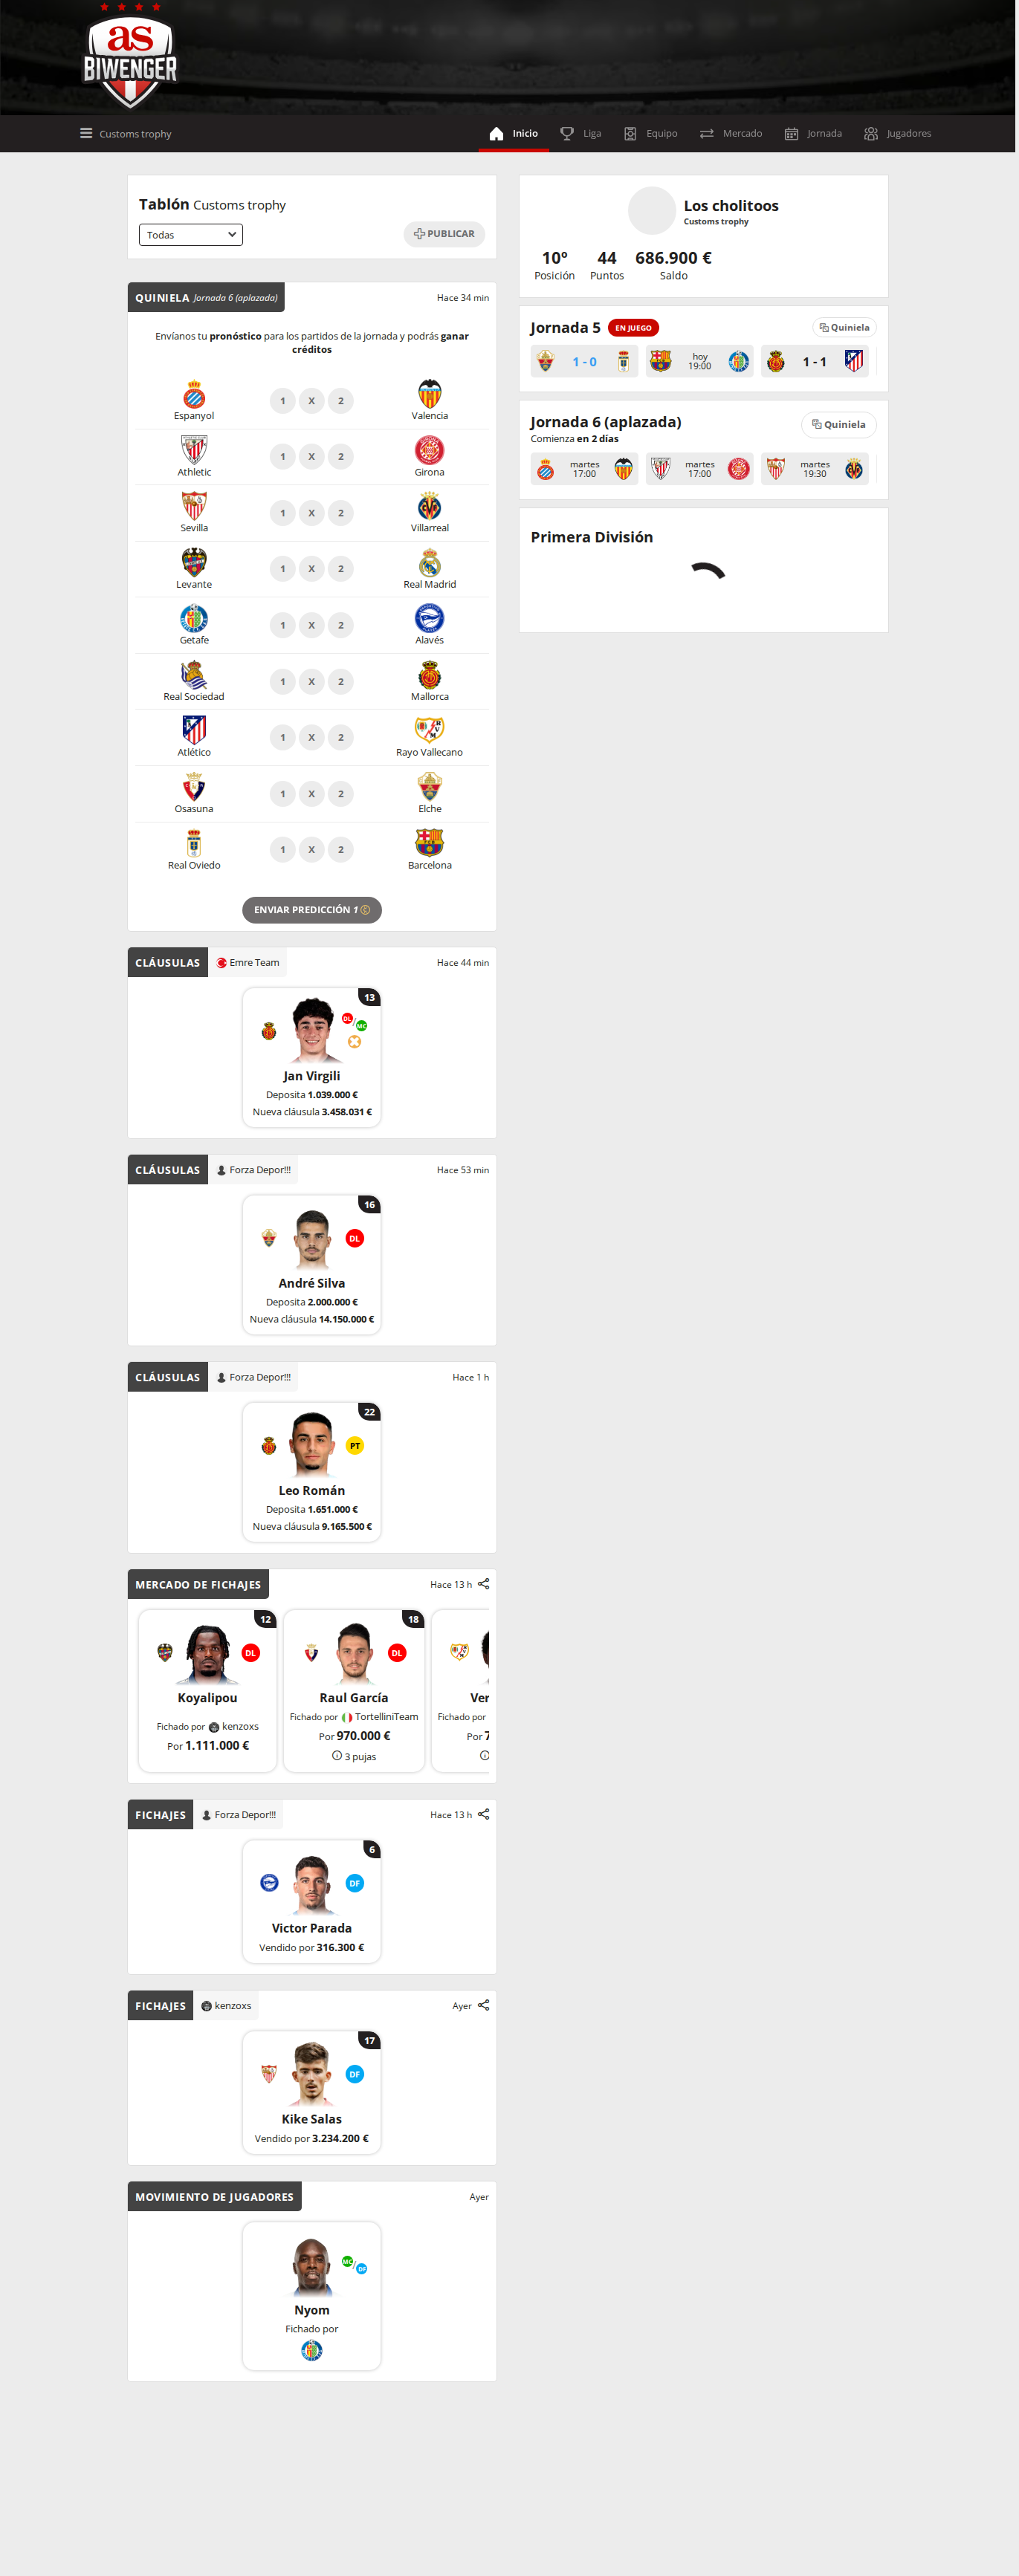 as
BIWENGER
Customs trophy
Inicio
Liga
Equipo
Mercado
Jornada
Jugadores
Tablón Customs trophy
Todas
PUBLICAR
QUINIELA Jornada 6 (aplazada)
Hace 34 min
Envíanos tu pronóstico para los partidos de la jornada y podrás ganar
créditos
Espanyol
1 X 2
Valencia
Athletic
1 X 2
Girona
Sevilla
1 X 2
Villarreal
Levante
1 X 2
Real Madrid
Getafe
1 X 2
Alavés
Real Sociedad
1 X 2
Mallorca
Atlético
1 X 2
Rayo Vallecano
Osasuna
1 X 2
Elche
Real Oviedo
1 X 2
Barcelona
ENVIAR PREDICCIÓN 1
CLÁUSULAS
Emre Team
Hace 44 min
13
DL / MC
Jan Virgili
Deposita 1.039.000 €
Nueva cláusula 3.458.031 €
CLÁUSULAS
Forza Depor!!!
Hace 53 min
16
DL
André Silva
Deposita 2.000.000 €
Nueva cláusula 14.150.000 €
CLÁUSULAS
Forza Depor!!!
Hace 1 h
22
PT
Leo Román
Deposita 1.651.000 €
Nueva cláusula 9.165.500 €
MERCADO DE FICHAJES
Hace 13 h
12
DL
Koyalipou
Fichado por kenzoxs
Por 1.111.000 €
18
DL
Raul García
Fichado por TortelliniTeam
Por 970.000 €
3 pujas
Ver
Fichado por
Por 7
FICHAJES
Forza Depor!!!
Hace 13 h
6
DF
Victor Parada
Vendido por 316.300 €
FICHAJES
kenzoxs
Ayer
17
DF
Kike Salas
Vendido por 3.234.200 €
MOVIMIENTO DE JUGADORES
Ayer
MC / DF
Nyom
Fichado por
Los cholitoos
Customs trophy
10º
Posición
44
Puntos
686.900 €
Saldo
Jornada 5 EN JUEGO
Quiniela
1 - 0
hoy
19:00
1 - 1
Jornada 6 (aplazada)
Comienza en 2 días
Quiniela
martes
17:00
martes
17:00
martes
19:30
Primera División